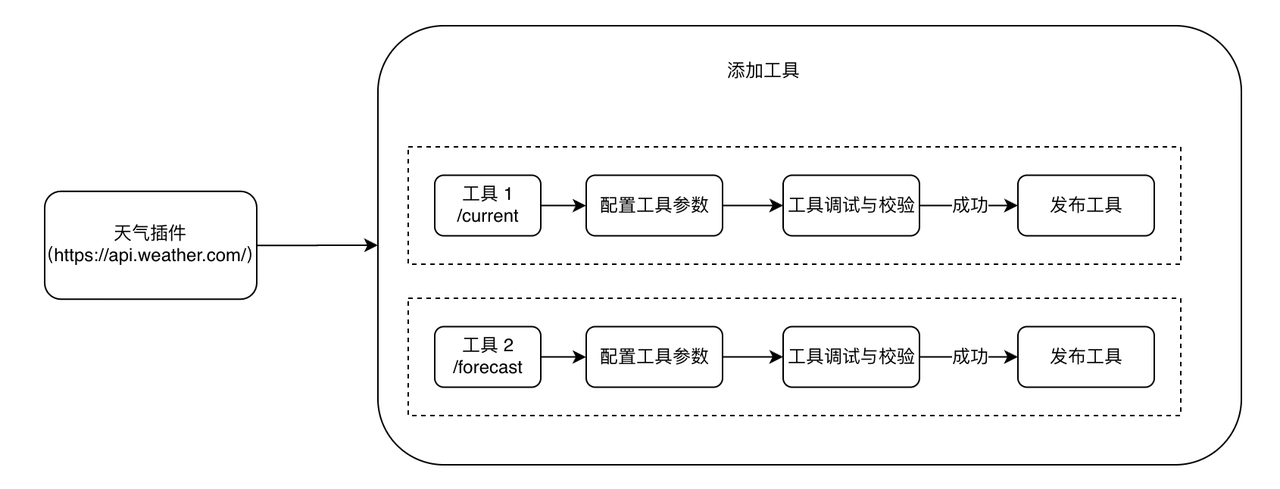 添加工具
天气插件
(https://api.weather.com/)
工具 1
/current
配置工具参数
工具调试与校验
成功
发布工具
工具 2
/forecast
配置工具参数
工具调试与校验
成功
发布工具